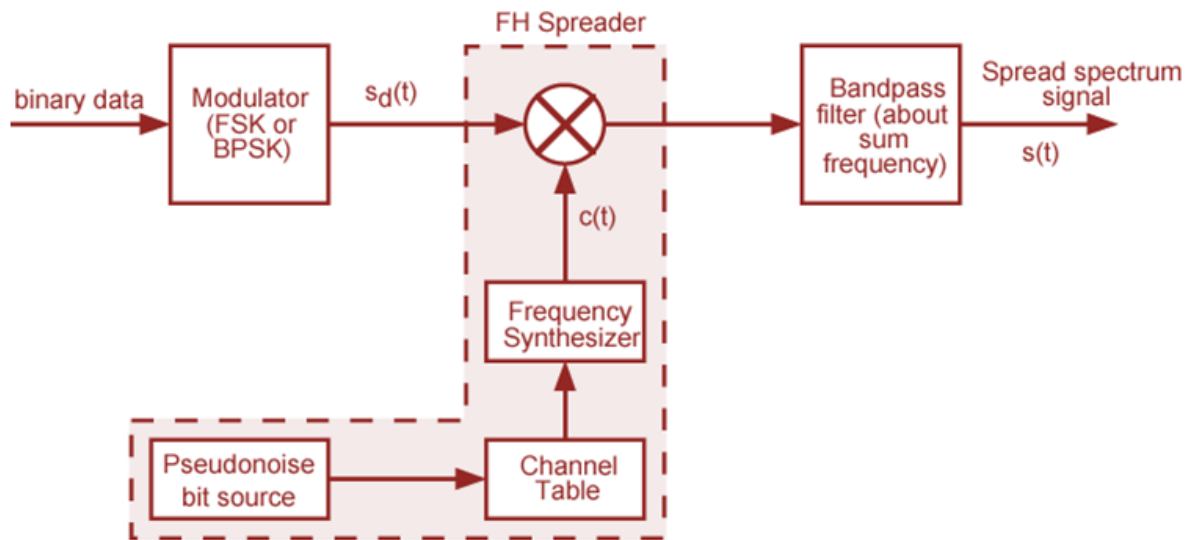 FH Spreader
binary data
Modulator
(FSK or
BPSK)
s_d(t)
Bandpass
filter (about
sum
frequency)
Spread spectrum
signal
s(t)
c(t)
Frequency
Synthesizer
Pseudonoise
bit source
Channel
Table